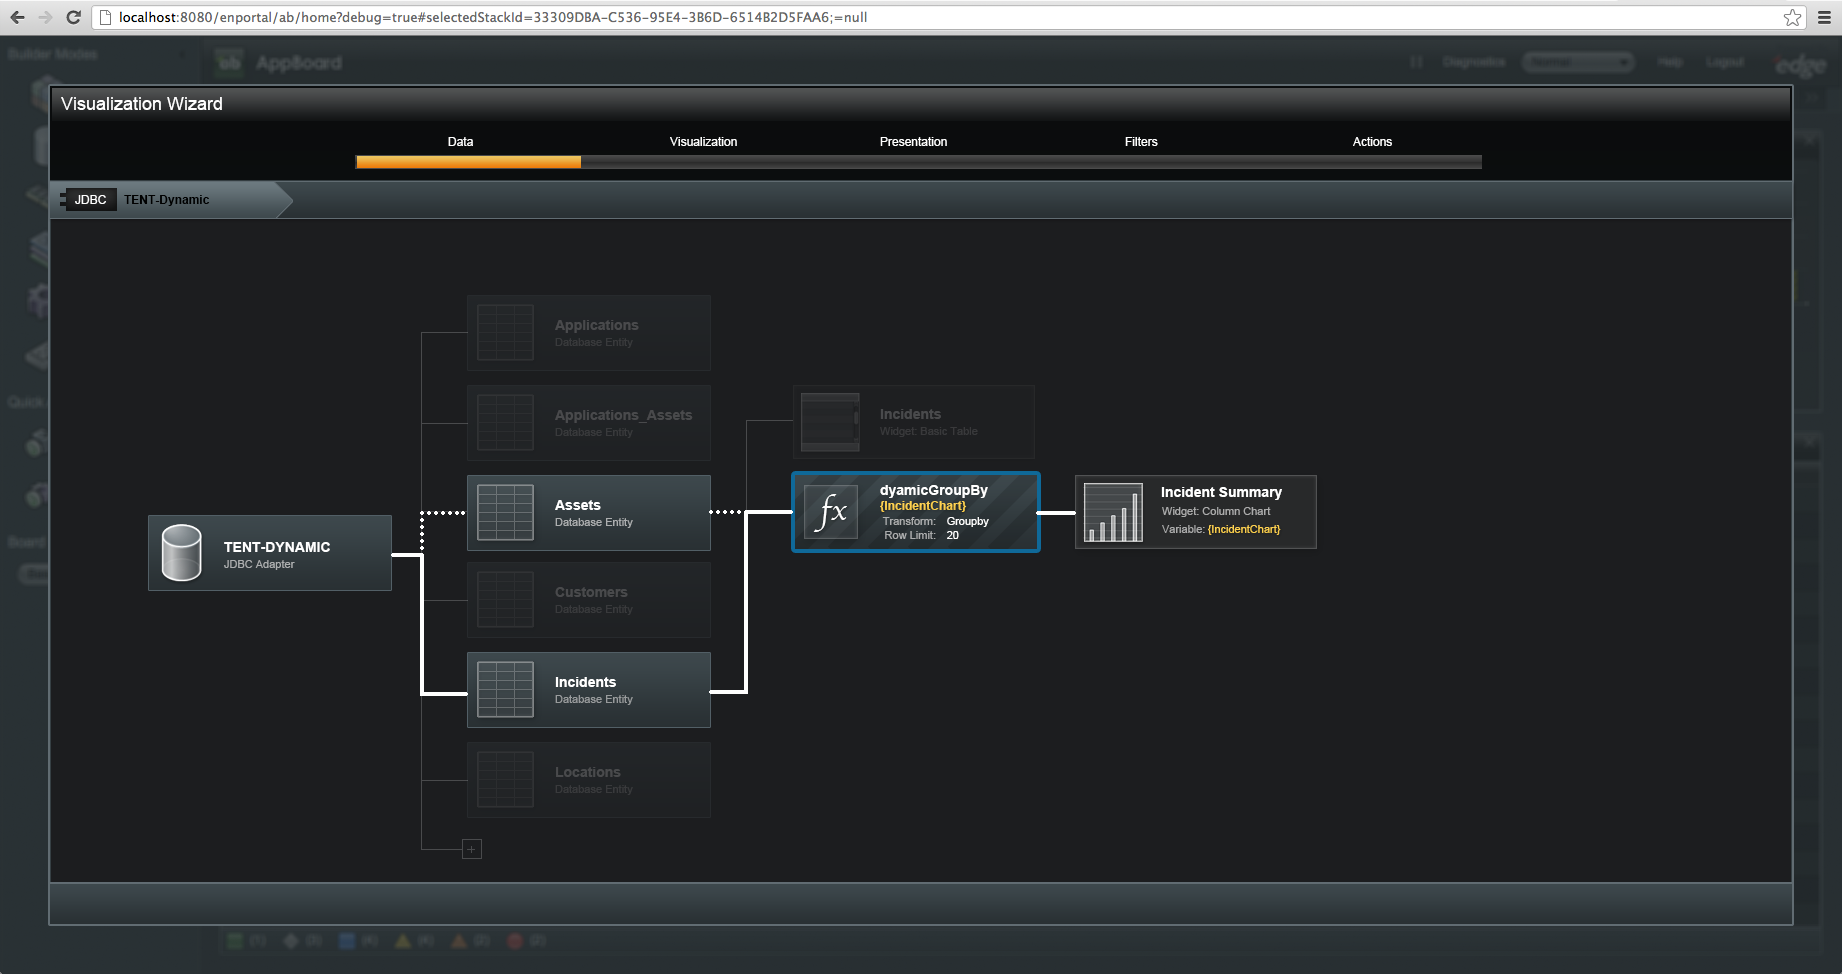 localhost:8080/enportal/ab/home?debug=true#selectedStackId=33309DBA-C536-95E4-3B6D-6514B2D5FAA6;=null
Builder Modes
AppBoard
Diagnostics
Help
Logout
edge
Visualization Wizard
Data
Visualization
Presentation
Filters
Actions
JDBC
TENT-Dynamic
Applications
Database Entity
Applications_Assets
Database Entity
Incidents
Widget: Basic Table
Assets
Database Entity
dyamicGroupBy
{IncidentChart}
Transform: Groupby
Row Limit: 20
Incident Summary
Widget: Column Chart
Variable: {IncidentChart}
TENT-DYNAMIC
JDBC Adapter
Customers
Database Entity
Incidents
Database Entity
Locations
Database Entity
+
Quick
Board